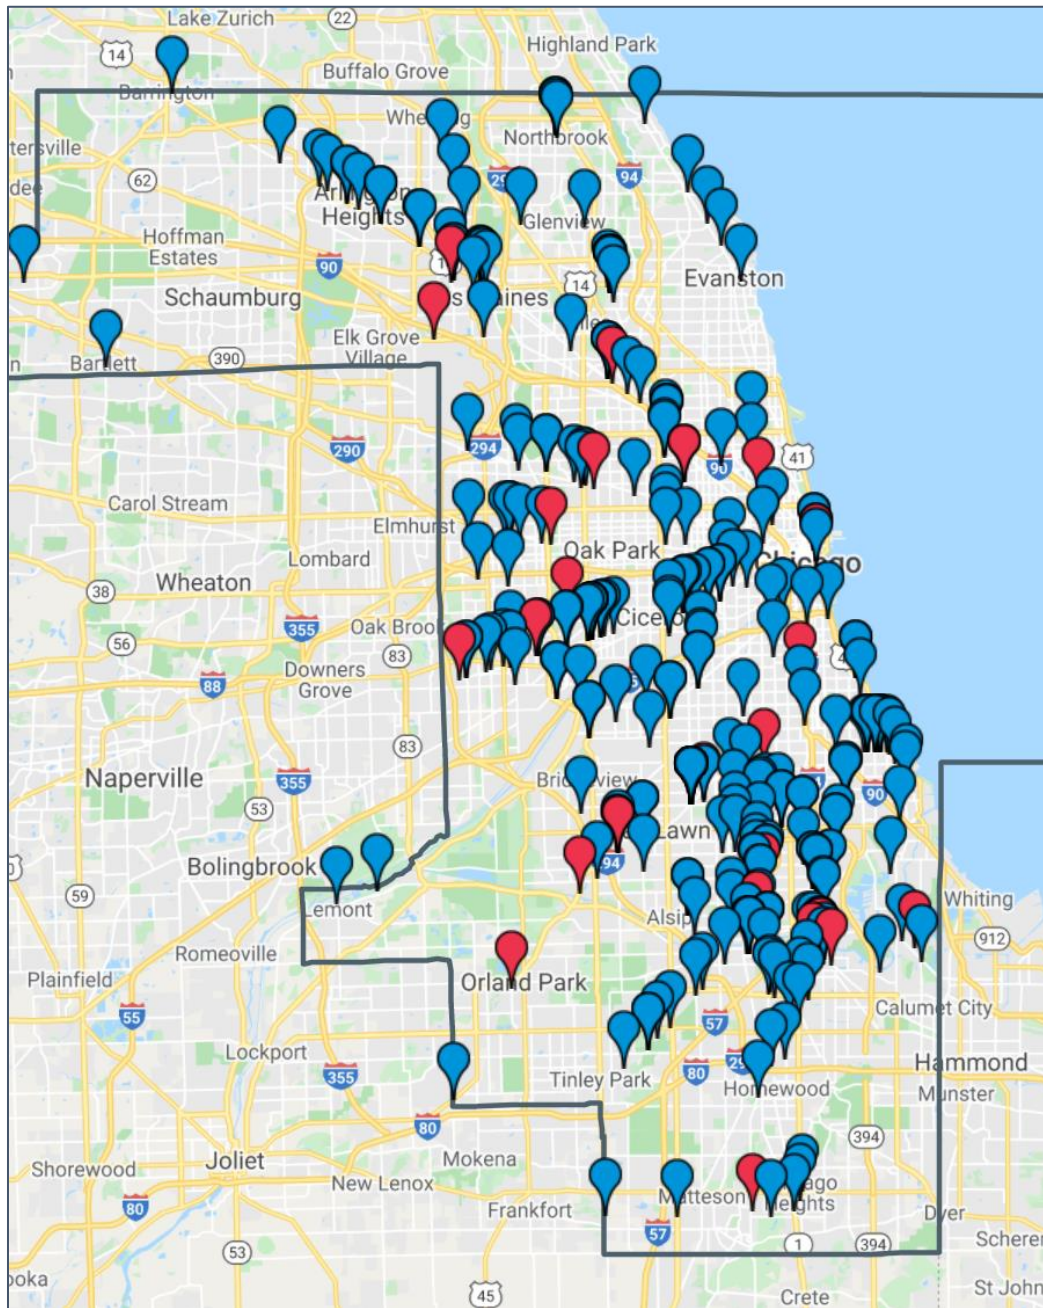 Lake Zurich
22
14
Highland Park
Buffalo Grove
Barrington
Northbrook
94
62
Arlington
Heights
Glenview
Hoffman
Estates
90
14
Evanston
Schaumburg
Elk Grove
Village
Bartlett
390
290
294
90
41
Carol Stream
Elmhurst
Lombard
Oak Park
Chicago
Wheaton
38
355
Oak Brook
56
83
Downers
Grove
88
83
Naperville
355
53
90
Bolingbrook
94
59
Lemont
Alsip
Whiting
Romeoville
912
Plainfield
Orland Park
55
57
Calumet City
Lockport
355
Tinley Park
80
Homewood
Hammond
Munster
80
394
Joliet
Mokena
Shorewood
New Lenox
Matteson
Heights
80
Frankfort
57
Dyer
53
1
394
45
Crete
St John